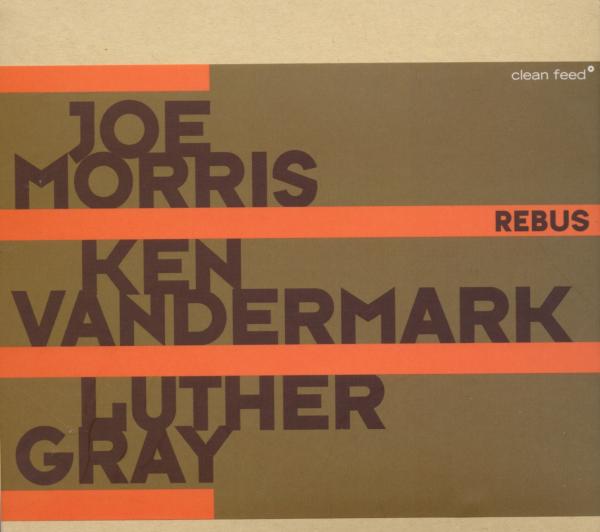 clean feed
JOE
MORRIS
REBUS
KEN
VANDERMARK
LUTHER
GRAY